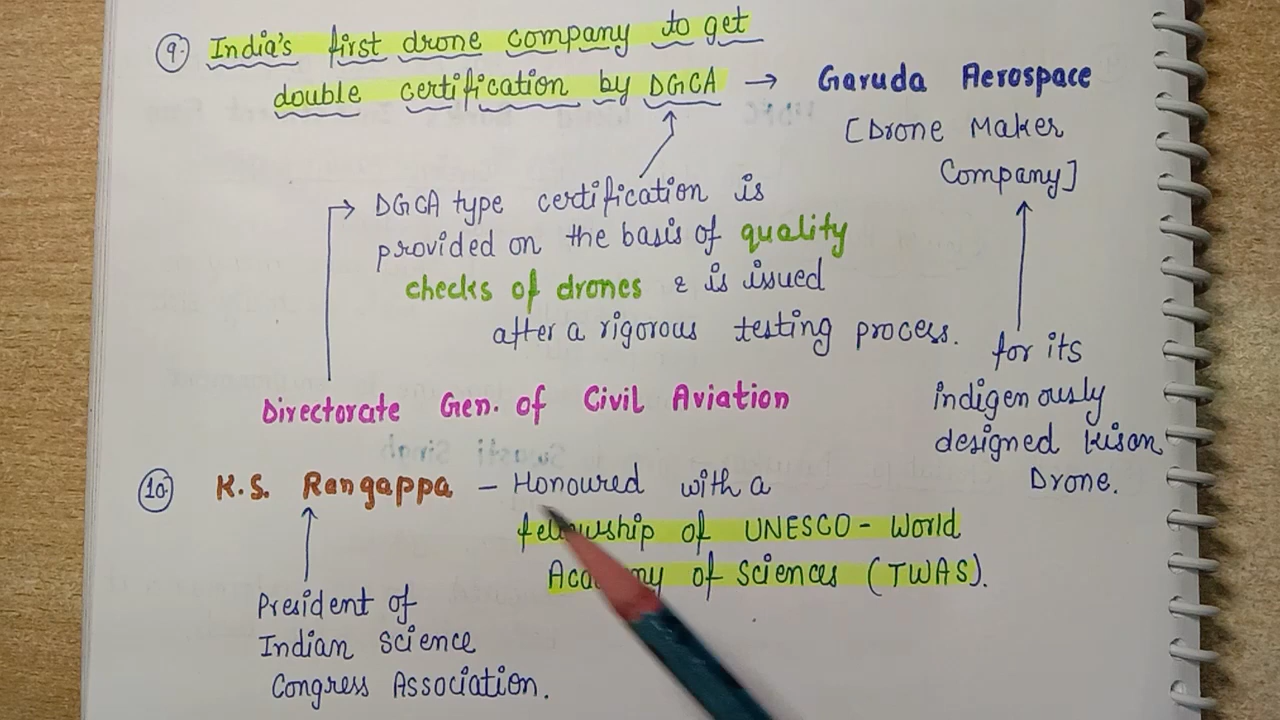 9. India's first drone company to get
double certification by DGCA → Garuda Aerospace
[Drone Maker
Company]
DGCA type certification is
provided on the basis of quality
checks of drones & is issued
after a rigorous testing process.
for its
indigenously
designed Kisan
Drone.
Directorate Gen. of Civil Aviation
10. K.S. Rangappa – Honoured with a
fellowship of UNESCO - World
Academy of Sciences (TWAS).
President of
Indian Science
Congress Association.